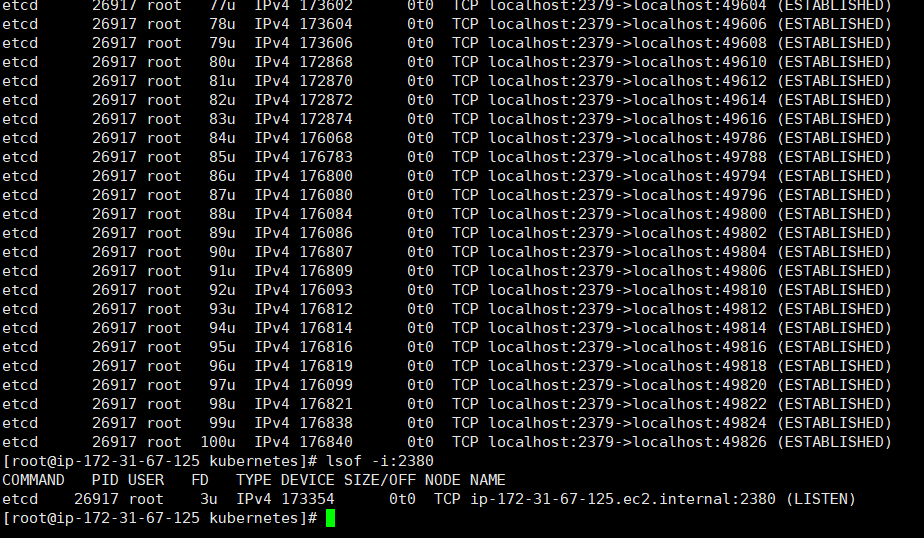 etcd      26917 root   77u  IPv4 173602      0t0  TCP localhost:2379->localhost:49604 (ESTABLISHED)
etcd      26917 root   78u  IPv4 173604      0t0  TCP localhost:2379->localhost:49606 (ESTABLISHED)
etcd      26917 root   79u  IPv4 173606      0t0  TCP localhost:2379->localhost:49608 (ESTABLISHED)
etcd      26917 root   80u  IPv4 172868      0t0  TCP localhost:2379->localhost:49610 (ESTABLISHED)
etcd      26917 root   81u  IPv4 172870      0t0  TCP localhost:2379->localhost:49612 (ESTABLISHED)
etcd      26917 root   82u  IPv4 172872      0t0  TCP localhost:2379->localhost:49614 (ESTABLISHED)
etcd      26917 root   83u  IPv4 172874      0t0  TCP localhost:2379->localhost:49616 (ESTABLISHED)
etcd      26917 root   84u  IPv4 176068      0t0  TCP localhost:2379->localhost:49786 (ESTABLISHED)
etcd      26917 root   85u  IPv4 176783      0t0  TCP localhost:2379->localhost:49788 (ESTABLISHED)
etcd      26917 root   86u  IPv4 176800      0t0  TCP localhost:2379->localhost:49794 (ESTABLISHED)
etcd      26917 root   87u  IPv4 176080      0t0  TCP localhost:2379->localhost:49796 (ESTABLISHED)
etcd      26917 root   88u  IPv4 176084      0t0  TCP localhost:2379->localhost:49800 (ESTABLISHED)
etcd      26917 root   89u  IPv4 176086      0t0  TCP localhost:2379->localhost:49802 (ESTABLISHED)
etcd      26917 root   90u  IPv4 176807      0t0  TCP localhost:2379->localhost:49804 (ESTABLISHED)
etcd      26917 root   91u  IPv4 176809      0t0  TCP localhost:2379->localhost:49806 (ESTABLISHED)
etcd      26917 root   92u  IPv4 176093      0t0  TCP localhost:2379->localhost:49810 (ESTABLISHED)
etcd      26917 root   93u  IPv4 176812      0t0  TCP localhost:2379->localhost:49812 (ESTABLISHED)
etcd      26917 root   94u  IPv4 176814      0t0  TCP localhost:2379->localhost:49814 (ESTABLISHED)
etcd      26917 root   95u  IPv4 176816      0t0  TCP localhost:2379->localhost:49816 (ESTABLISHED)
etcd      26917 root   96u  IPv4 176819      0t0  TCP localhost:2379->localhost:49818 (ESTABLISHED)
etcd      26917 root   97u  IPv4 176099      0t0  TCP localhost:2379->localhost:49820 (ESTABLISHED)
etcd      26917 root   98u  IPv4 176821      0t0  TCP localhost:2379->localhost:49822 (ESTABLISHED)
etcd      26917 root   99u  IPv4 176838      0t0  TCP localhost:2379->localhost:49824 (ESTABLISHED)
etcd      26917 root  100u  IPv4 176840      0t0  TCP localhost:2379->localhost:49826 (ESTABLISHED)
[root@ip-172-31-67-125 kubernetes]# lsof -i:2380
COMMAND   PID USER   FD   TYPE DEVICE SIZE/OFF NODE NAME
etcd    26917 root    3u  IPv4 173354      0t0  TCP ip-172-31-67-125.ec2.internal:2380 (LISTEN)
[root@ip-172-31-67-125 kubernetes]#